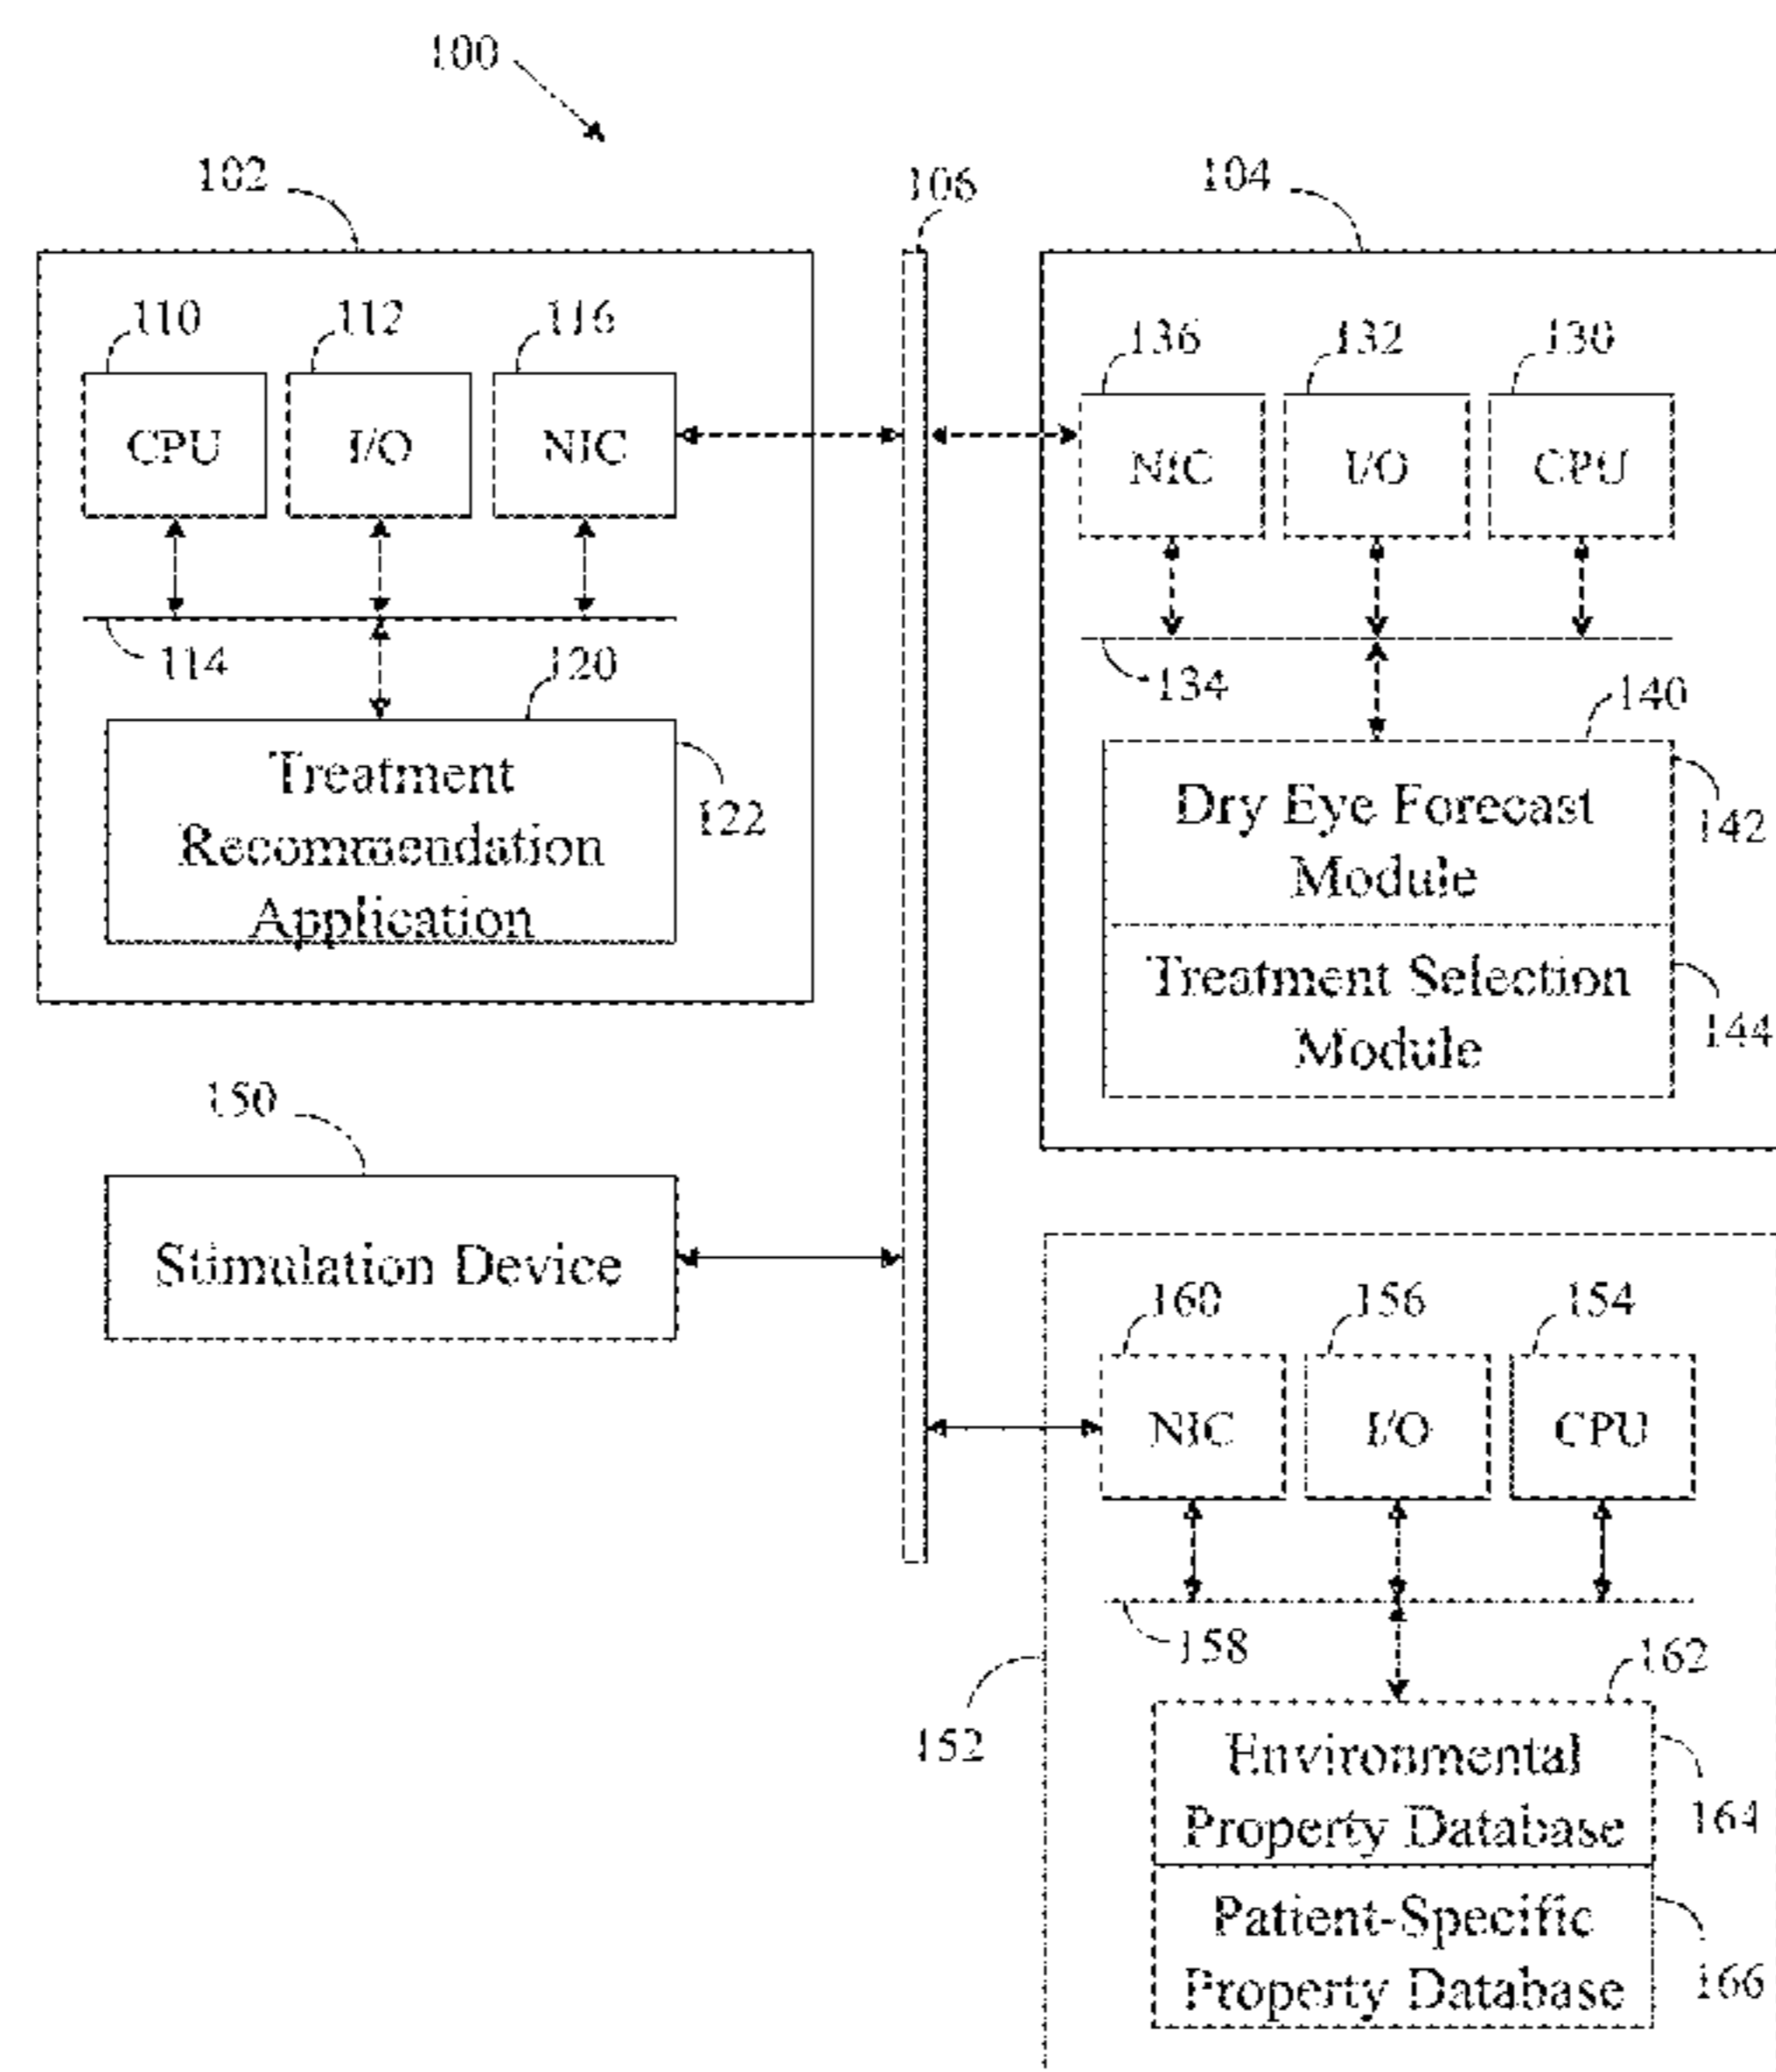 100
102
106
104
110
112
116
136
132
130
CPU
I/O
NIC
NIC
I/O
CPU
114
120
134
140
Treatment
Recommendation
Application
122
Dry Eye Forecast
Module
142
Treatment Selection
Module
144
150
Stimulation Device
160
156
154
NIC
I/O
CPU
158
162
152
Environmental
Property Database
164
Patient-Specific
Property Database
166